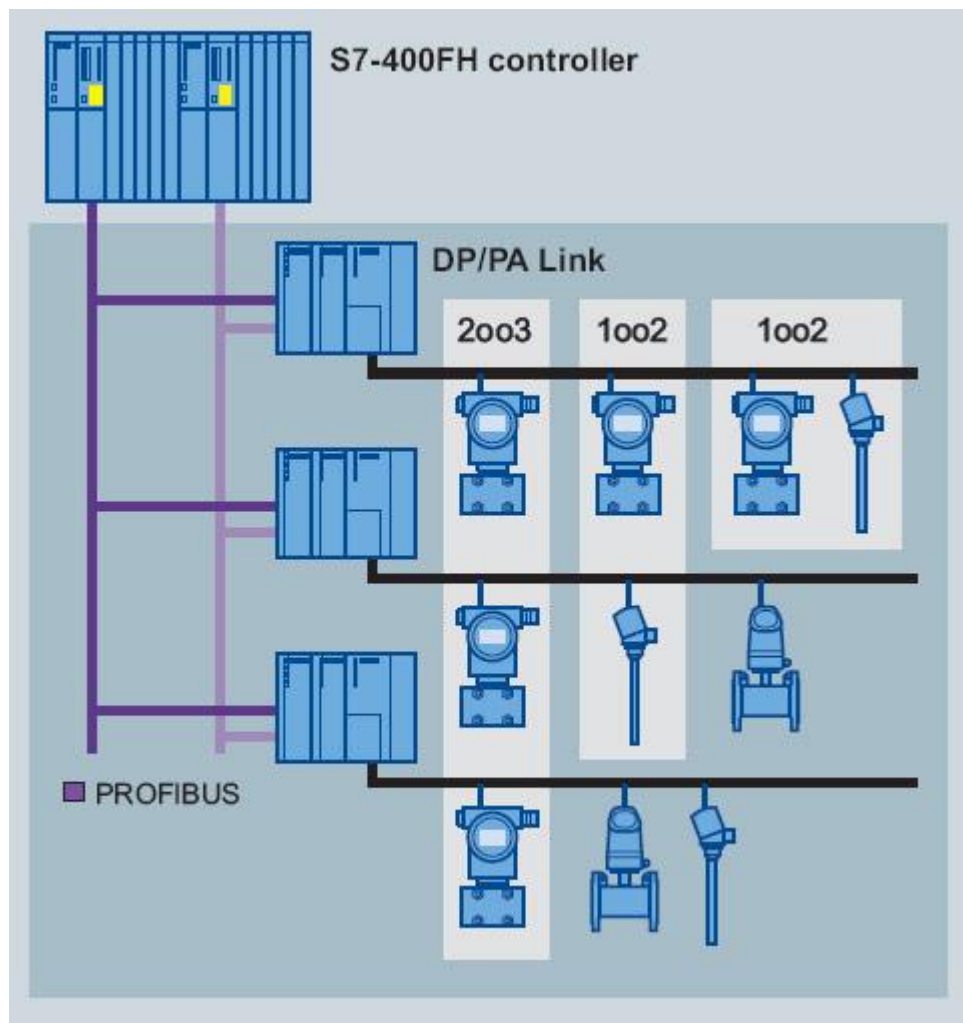 S7-400FH controller
DP/PA Link
2oo3
1oo2
1oo2
PROFIBUS